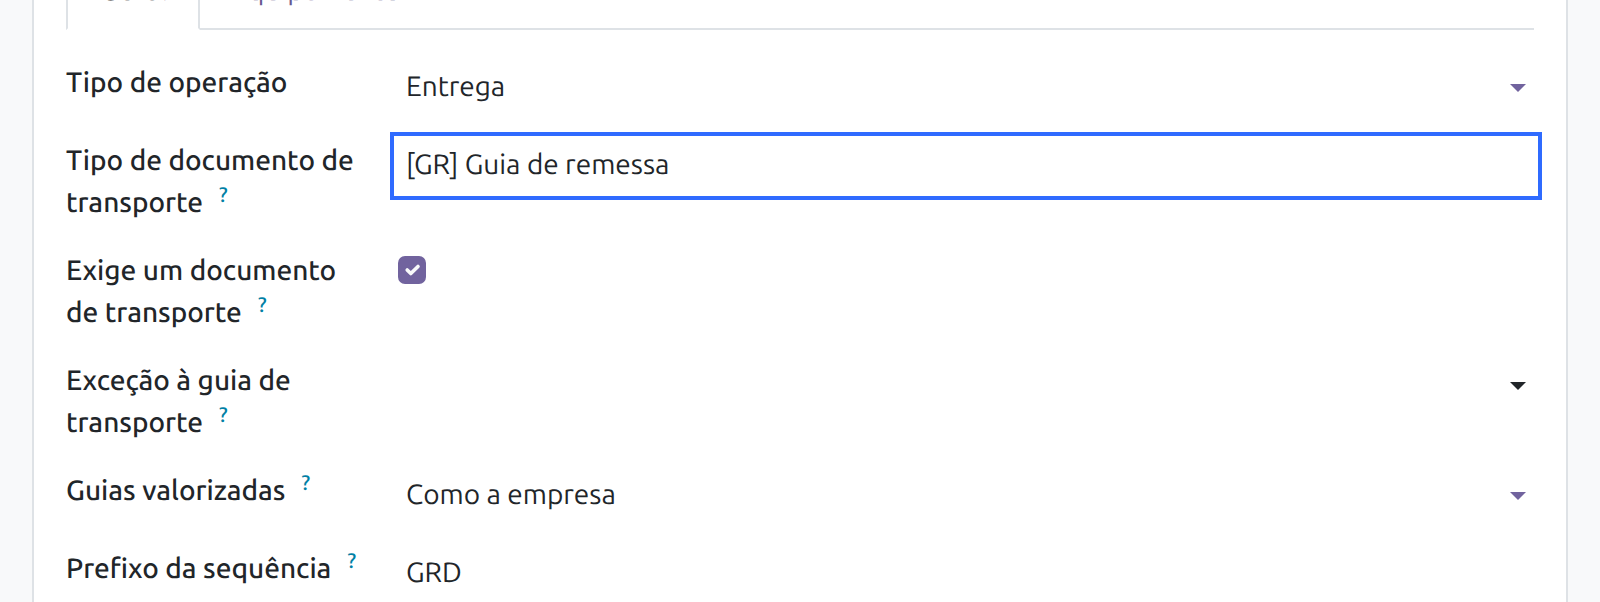 Tipo de operação
Entrega
Tipo de documento de
transporte ?
[GR] Guia de remessa
Exige um documento
de transporte ?
Exceção à guia de
transporte ?
Guias valorizadas ?
Como a empresa
Prefixo da sequência ?
GRD